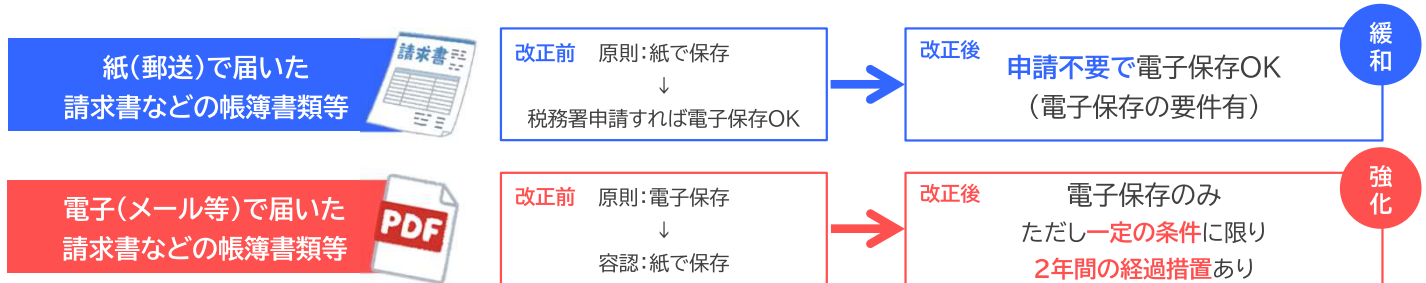 紙（郵送）で届いた
請求書などの帳簿書類等
請求書
改正前 原則：紙で保存
↓
税務署申請すれば電子保存OK
改正後
申請不要で電子保存OK
（電子保存の要件有）
緩和
電子（メール等）で届いた
請求書などの帳簿書類等
PDF
改正前 原則：電子保存
↓
容認：紙で保存
改正後 電子保存のみ
ただし一定の条件に限り
2年間の経過措置あり
強化